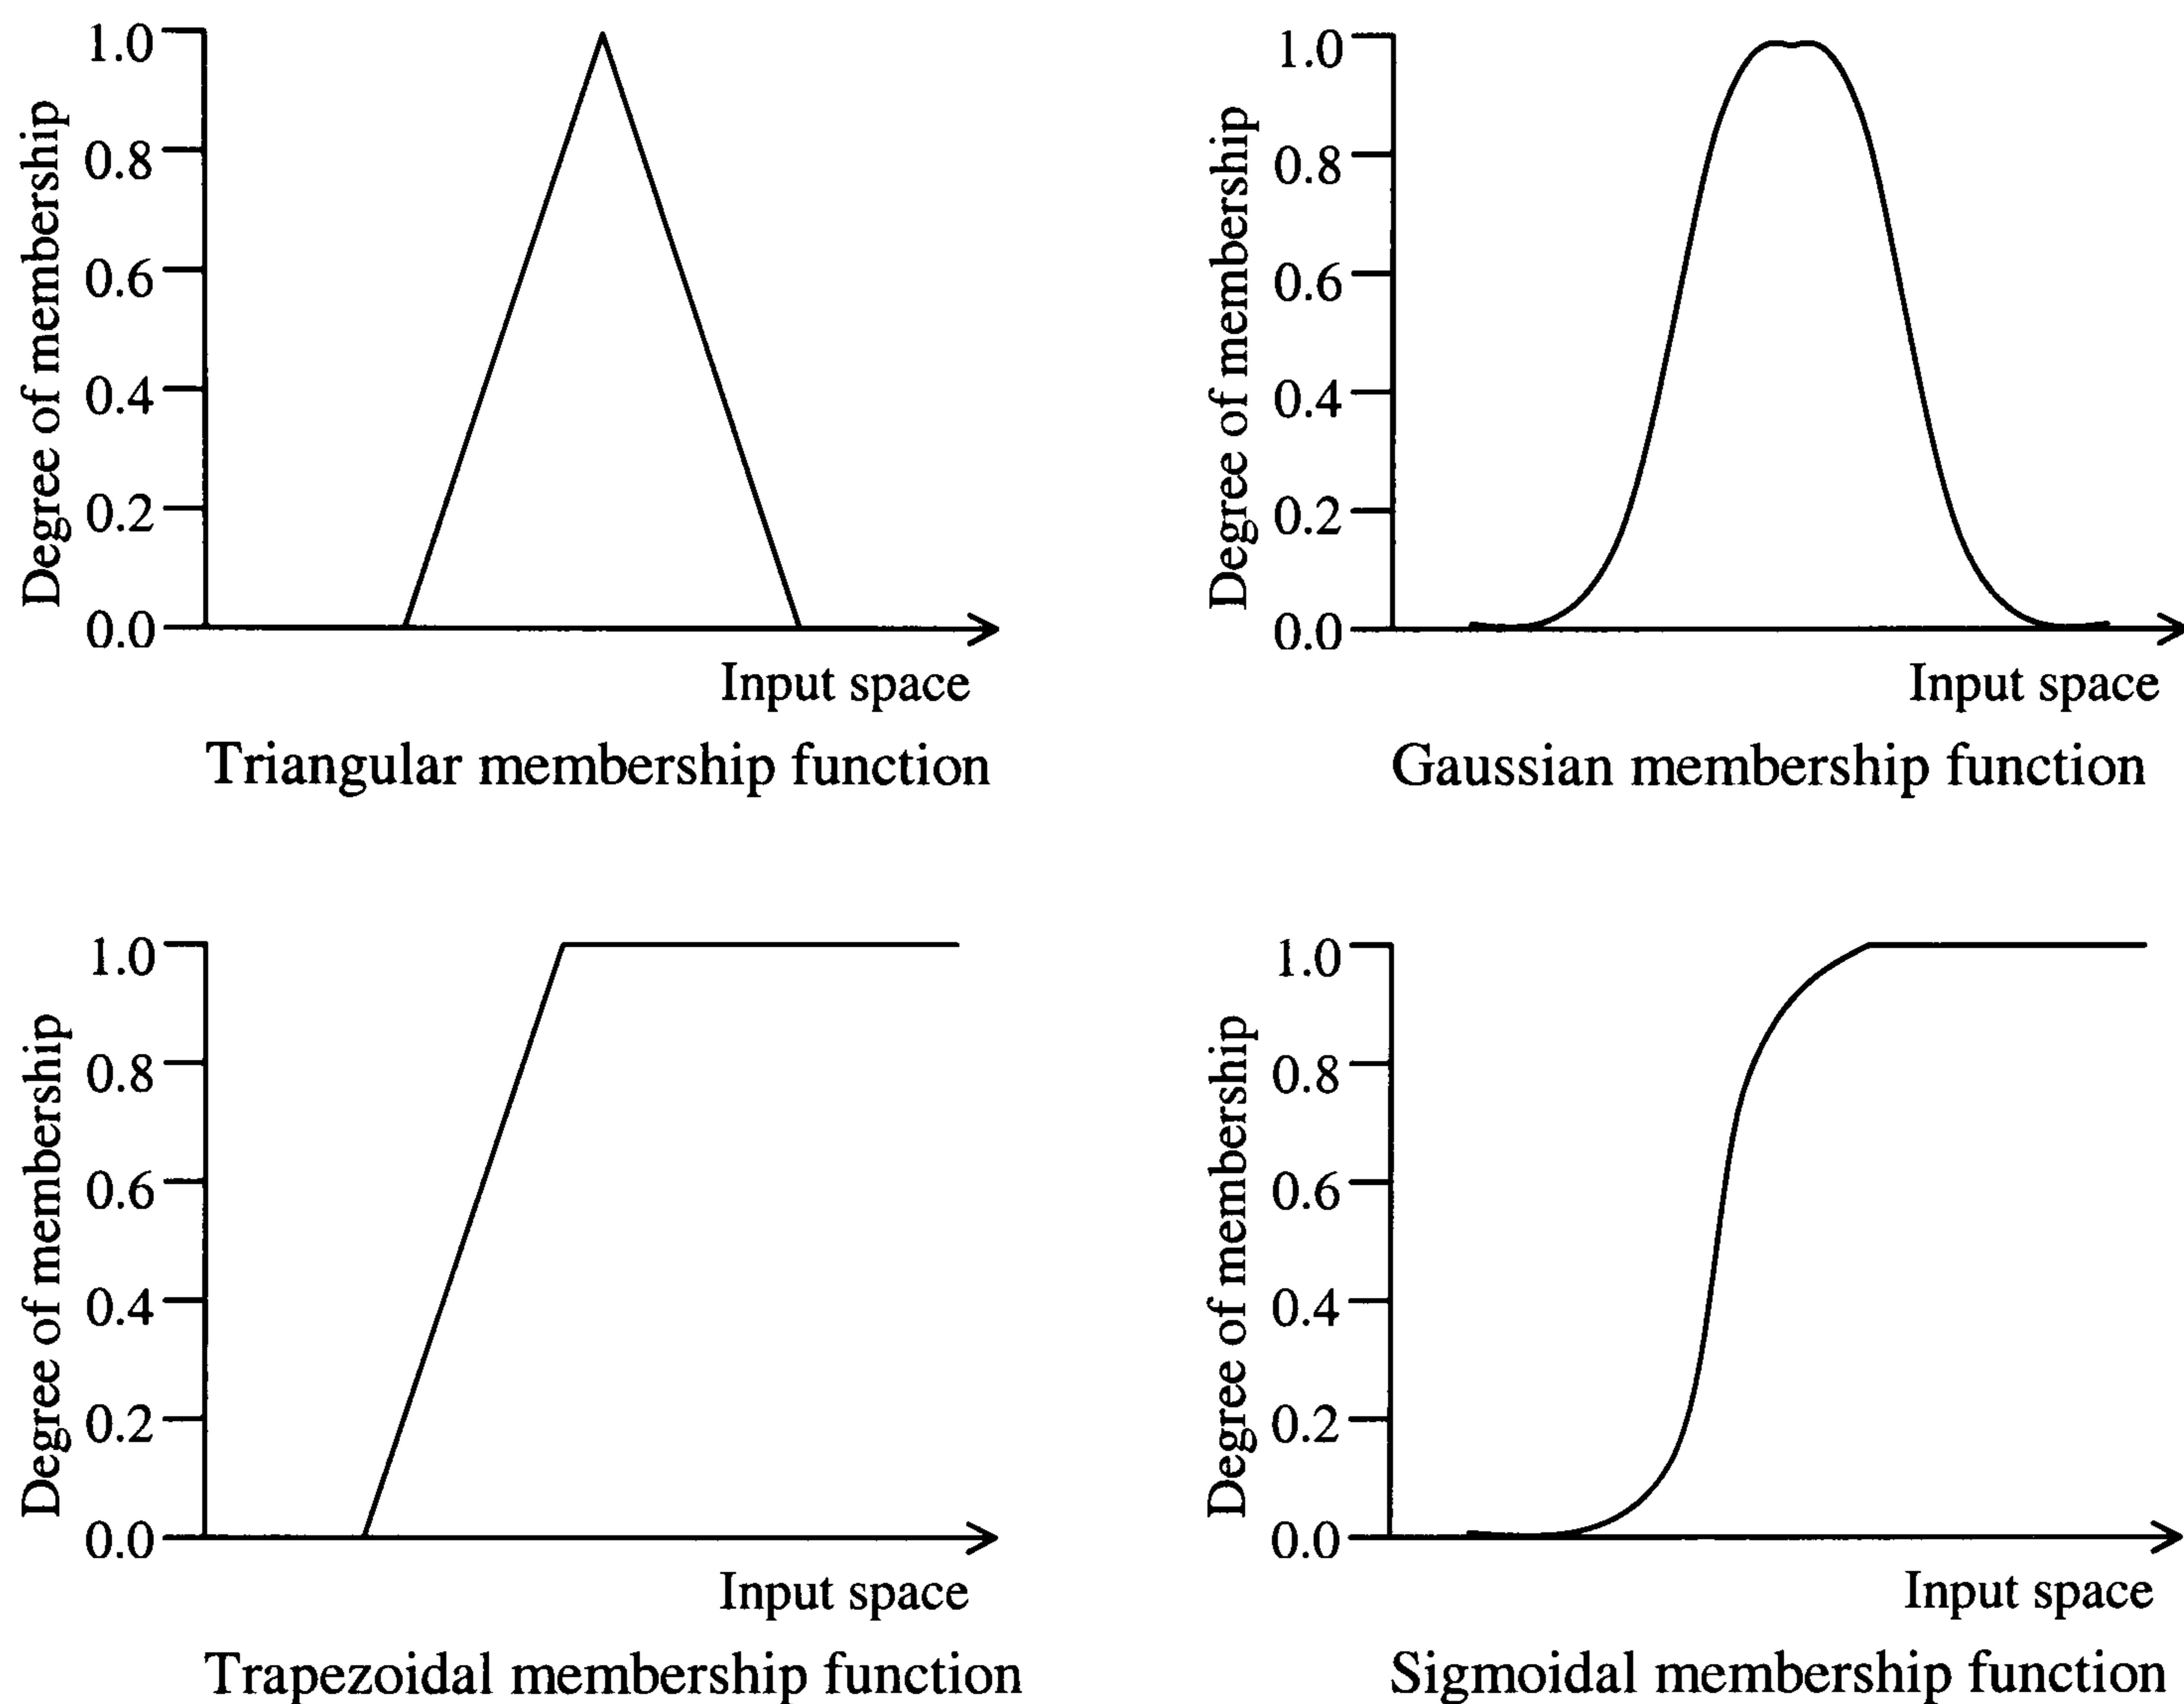 1.0
0.8
0.6
0.4
0.2
0.0
Degree of membership
Input space
Triangular membership function
1.0
0.8
0.6
0.4
0.2
0.0
Degree of membership
Input space
Gaussian membership function
1.0
0.8
0.6
0.4
0.2
0.0
Degree of membership
Input space
Trapezoidal membership function
1.0
0.8
0.6
0.4
0.2
0.0
Degree of membership
Input space
Sigmoidal membership function